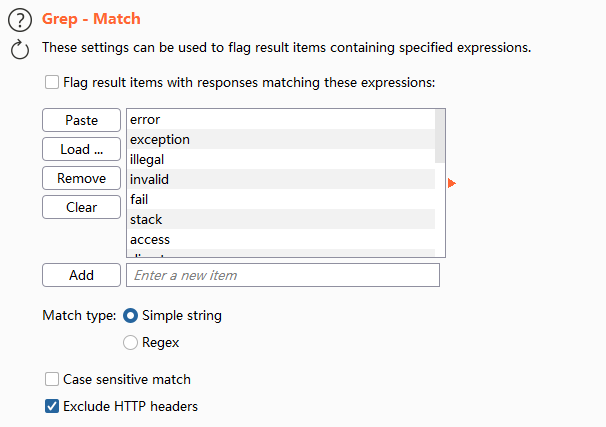 ?
Grep - Match
These settings can be used to flag result items containing specified expressions.
Flag result items with responses matching these expressions:
Paste
Load ...
Remove
Clear
error
exception
illegal
invalid
fail
stack
access
Add
Enter a new item
Match type:
Simple string
Regex
Case sensitive match
Exclude HTTP headers